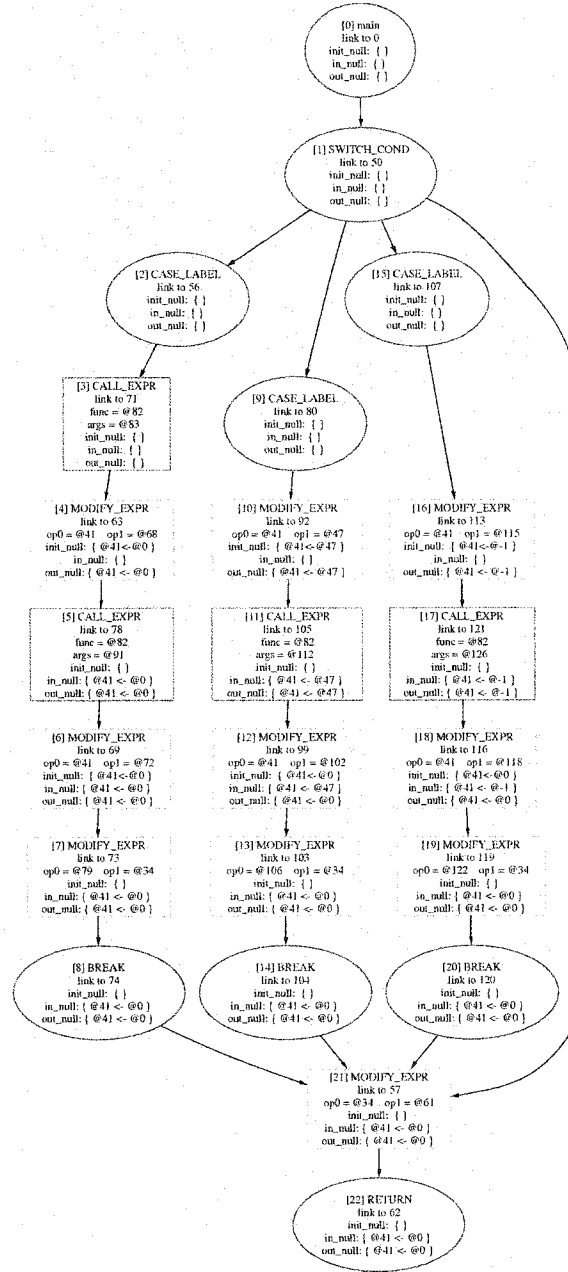 [0] main
link to 0
init_null: { }
in_null: { }
out_null: { }
[1] SWITCH_COND
link to 50
init_null: { }
in_null: { }
out_null: { }
[2] CASE_LABEL
link to 56
init_null: { }
in_null: { }
out_null: { }
[15] CASE_LABEL
link to 107
init_null: { }
in_null: { }
out_null: { }
[3] CALL_EXPR
link to 71
func = @82
args = @83
init_null: { }
in_null: { }
out_null: { }
[9] CASE_LABEL
link to 80
init_null: { }
in_null: { }
out_null: { }
[4] MODIFY_EXPR
link to 63
op0 = @41 op1 = @68
init_null: { @41<-@0 }
in_null: { }
out_null: { @41 <- @0 }
[10] MODIFY_EXPR
link to 92
op0 = @41 op1 = @47
init_null: { @41<-@47 }
in_null: { }
out_null: { @41 <- @47 }
[16] MODIFY_EXPR
link to 113
op0 = @41 op1 = @115
init_null: { @41<-@-1 }
in_null: { }
out_null: { @41 <- @-1 }
[5] CALL_EXPR
link to 78
func = @82
args = @91
init_null: { }
in_null: { @41 <- @0 }
out_null: { @41 <- @0 }
[11] CALL_EXPR
link to 105
func = @82
args = @112
init_null: { }
in_null: { @41 <- @47 }
out_null: { @41 <- @47 }
[17] CALL_EXPR
link to 121
func = @82
args = @126
init_null: { }
in_null: { @41 <- @-1 }
out_null: { @41 <- @-1 }
[6] MODIFY_EXPR
link to 69
op0 = @41 op1 = @72
init_null: { @41<-@0 }
in_null: { @41 <- @0 }
out_null: { @41 <- @0 }
[12] MODIFY_EXPR
link to 99
op0 = @41 op1 = @102
init_null: { @41<-@0 }
in_null: { @41 <- @47 }
out_null: { @41 <- @0 }
[18] MODIFY_EXPR
link to 116
op0 = @41 op1 = @118
init_null: { @41<-@0 }
in_null: { @41 <- @-1 }
out_null: { @41 <- @0 }
[7] MODIFY_EXPR
link to 73
op0 = @79 op1 = @34
init_null: { }
in_null: { @41 <- @0 }
out_null: { @41 <- @0 }
[13] MODIFY_EXPR
link to 103
op0 = @106 op1 = @34
init_null: { }
in_null: { @41 <- @0 }
out_null: { @41 <- @0 }
[19] MODIFY_EXPR
link to 119
op0 = @122 op1 = @34
init_null: { }
in_null: { @41 <- @0 }
out_null: { @41 <- @0 }
[8] BREAK
link to 74
init_null: { }
in_null: { @41 <- @0 }
out_null: { @41 <- @0 }
[14] BREAK
link to 104
init_null: { }
in_null: { @41 <- @0 }
out_null: { @41 <- @0 }
[20] BREAK
link to 120
init_null: { }
in_null: { @41 <- @0 }
out_null: { @41 <- @0 }
[21] MODIFY_EXPR
link to 57
op0 = @34 op1 = @61
init_null: { }
in_null: { @41 <- @0 }
out_null: { @41 <- @0 }
[22] RETURN
link to 62
init_null: { }
in_null: { @41 <- @0 }
out_null: { @41 <- @0 }